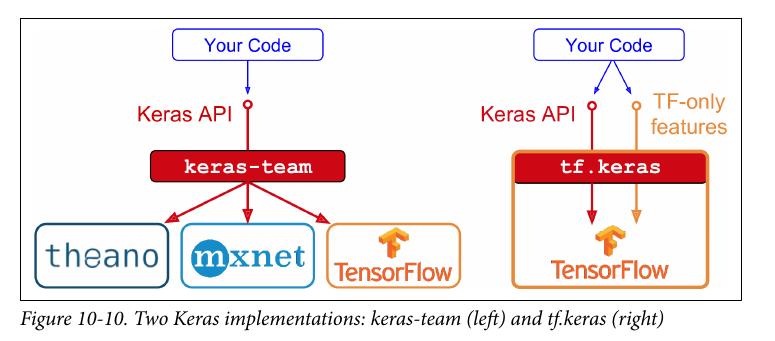 Your Code
Keras API
keras-team
theano
mxnet
TensorFlow
Your Code
Keras API
TF-only
features
tf.keras
TensorFlow
Figure 10-10. Two Keras implementations: keras-team (left) and tf.keras (right)